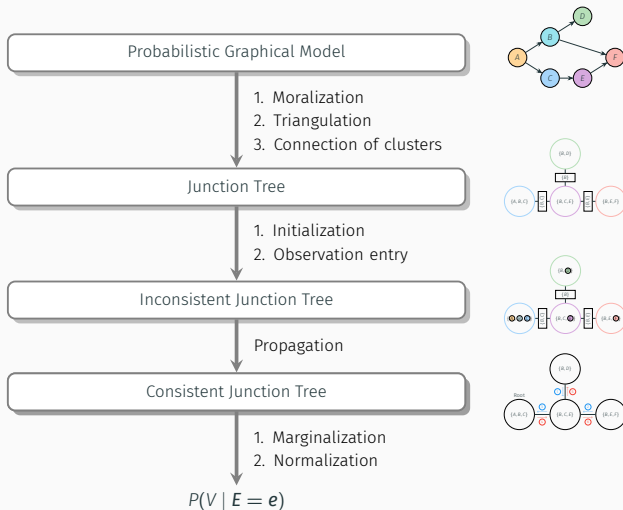 Probabilistic Graphical Model
1. Moralization
2. Triangulation
3. Connection of clusters
Junction Tree
1. Initialization
2. Observation entry
Inconsistent Junction Tree
Propagation
Consistent Junction Tree
1. Marginalization
2. Normalization
P(V | E = e)
D
B
A
F
C
E
{B, D}
{B}
{A, B, C}
{B, C}
{B, C, E}
{B, E, F}
{B}
{B, D}
Root
{A, B, C}
{B, C, E}
{B, E, F}